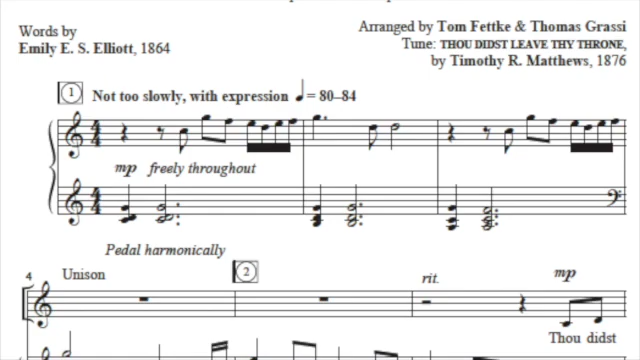 Words by
Emily E. S. Elliott, 1864
Arranged by Tom Fettke & Thomas Grassi
Tune: THOU DIDST LEAVE THY THRONE,
by Timothy R. Matthews, 1876
1
Not too slowly, with expression ♩ = 80–84
mp freely throughout
Pedal harmonically
4
Unison
2
rit.
mp
Thou didst